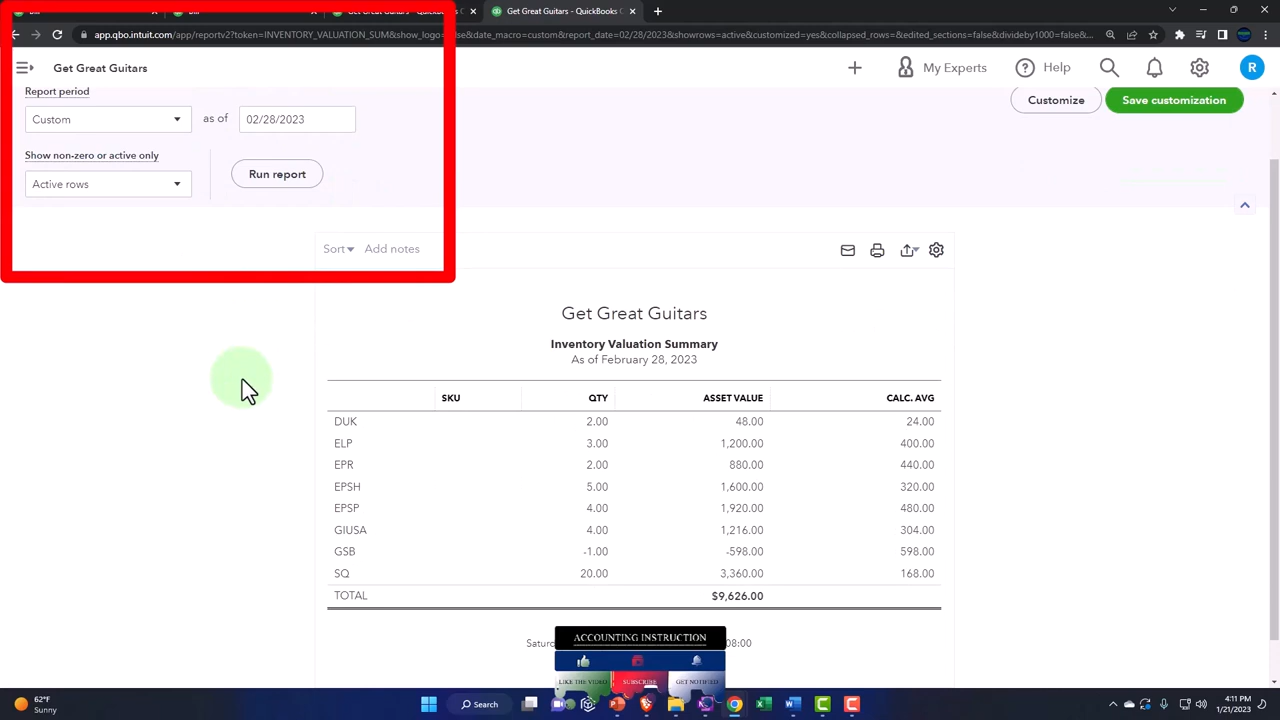 Get Great Guitars - QuickBooks C
app.qbo.intuit.com/app/reportv2?token=INVENTORY_VALUATION_SUM&show_logo=false&date_macro=custom&report_date=02/28/2023&showrows=active&customized=yes&collapsed_rows=&edited_sections=false&divideby1000=false&...
Get Great Guitars
My Experts
Help
R
Report period
Custom
as of
02/28/2023
Customize
Save customization
Show non-zero or active only
Active rows
Run report
Sort
Add notes
Get Great Guitars
Inventory Valuation Summary
As of February 28, 2023
SKU QTY ASSET VALUE CALC. AVG
DUK 2.00 48.00 24.00
ELP 3.00 1,200.00 400.00
EPR 2.00 880.00 440.00
EPSH 5.00 1,600.00 320.00
EPSP 4.00 1,920.00 480.00
GIUSA 4.00 1,216.00 304.00
GSB -1.00 -598.00 598.00
SQ 20.00 3,360.00 168.00
TOTAL $9,626.00
Satur
08:00
ACCOUNTING INSTRUCTION
LIKE THE VIDEO
SUBSCRIBE
GET NOTIFIED
62°F
Sunny
Search
4:11 PM
1/21/2023